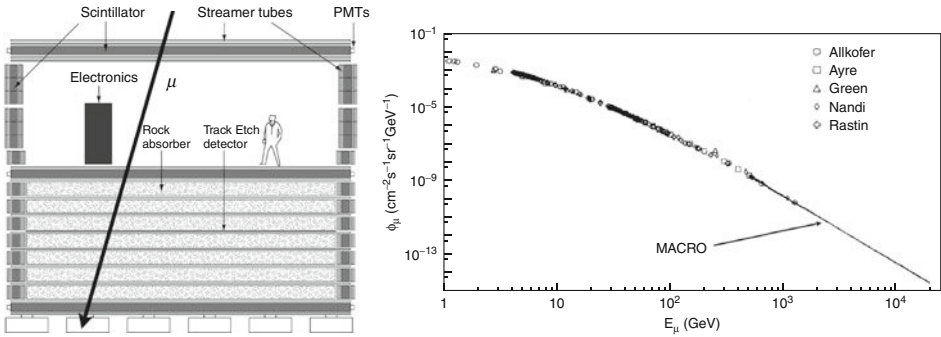 Scintillator
Streamer tubes
PMTs
Electronics
μ
Rock
absorber
Track Etch
detector
10⁻¹
10⁻⁵
10⁻⁹
10⁻¹³
ϕμ (cm⁻²s⁻¹sr⁻¹GeV⁻¹)
Allkofer
Ayre
Green
Nandi
Rastin
MACRO
1
10
10²
10³
10⁴
Eμ (GeV)